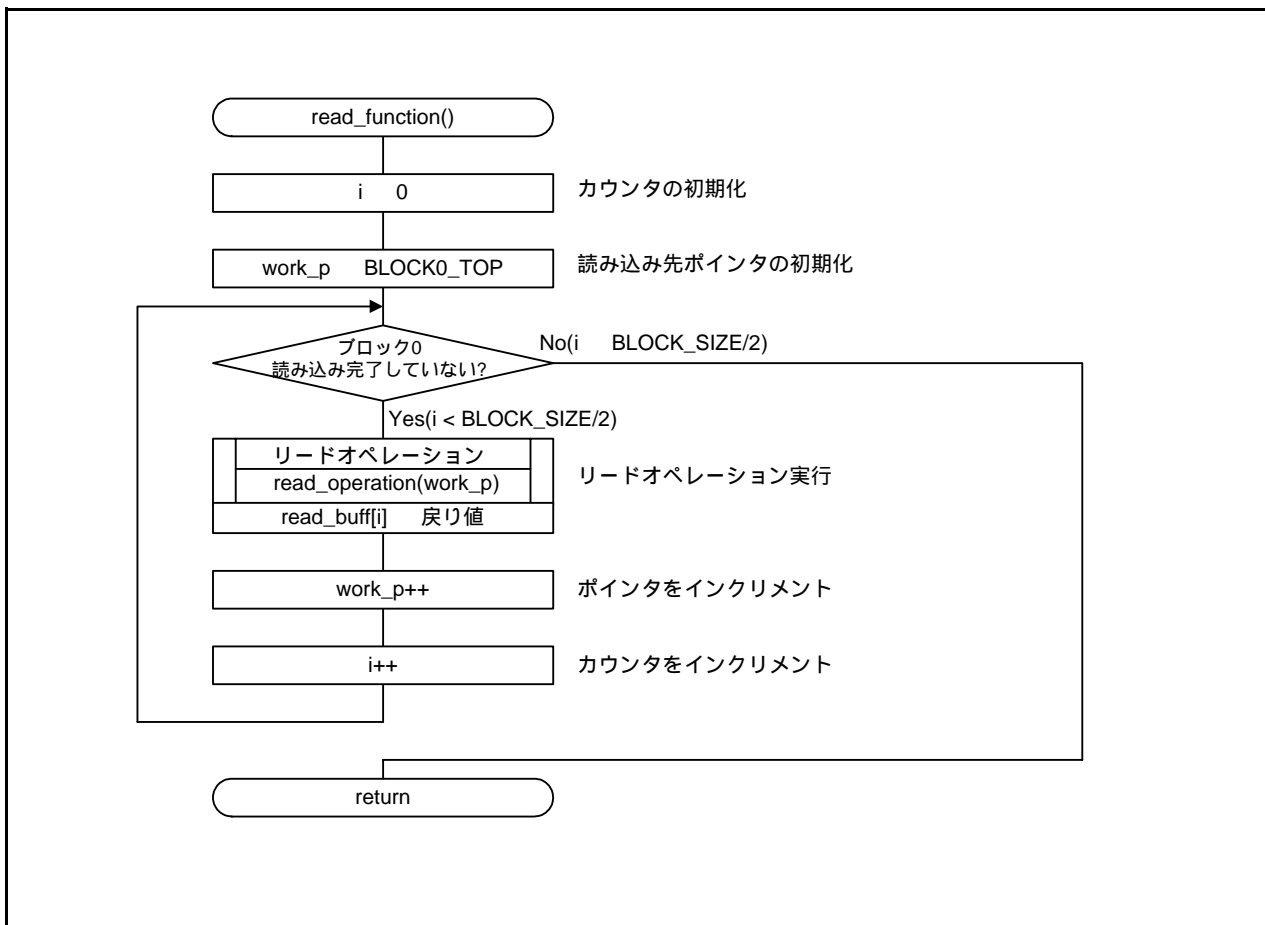 read_function()
i 0 カウンタの初期化
work_p BLOCK0_TOP 読み込み先ポインタの初期化
ブロック0
読み込み完了していない?
No(i BLOCK_SIZE/2)
Yes(i < BLOCK_SIZE/2)
リードオペレーション
read_operation(work_p)
リードオペレーション実行
read_buff[i] 戻り値
work_p++ ポインタをインクリメント
i++ カウンタをインクリメント
return